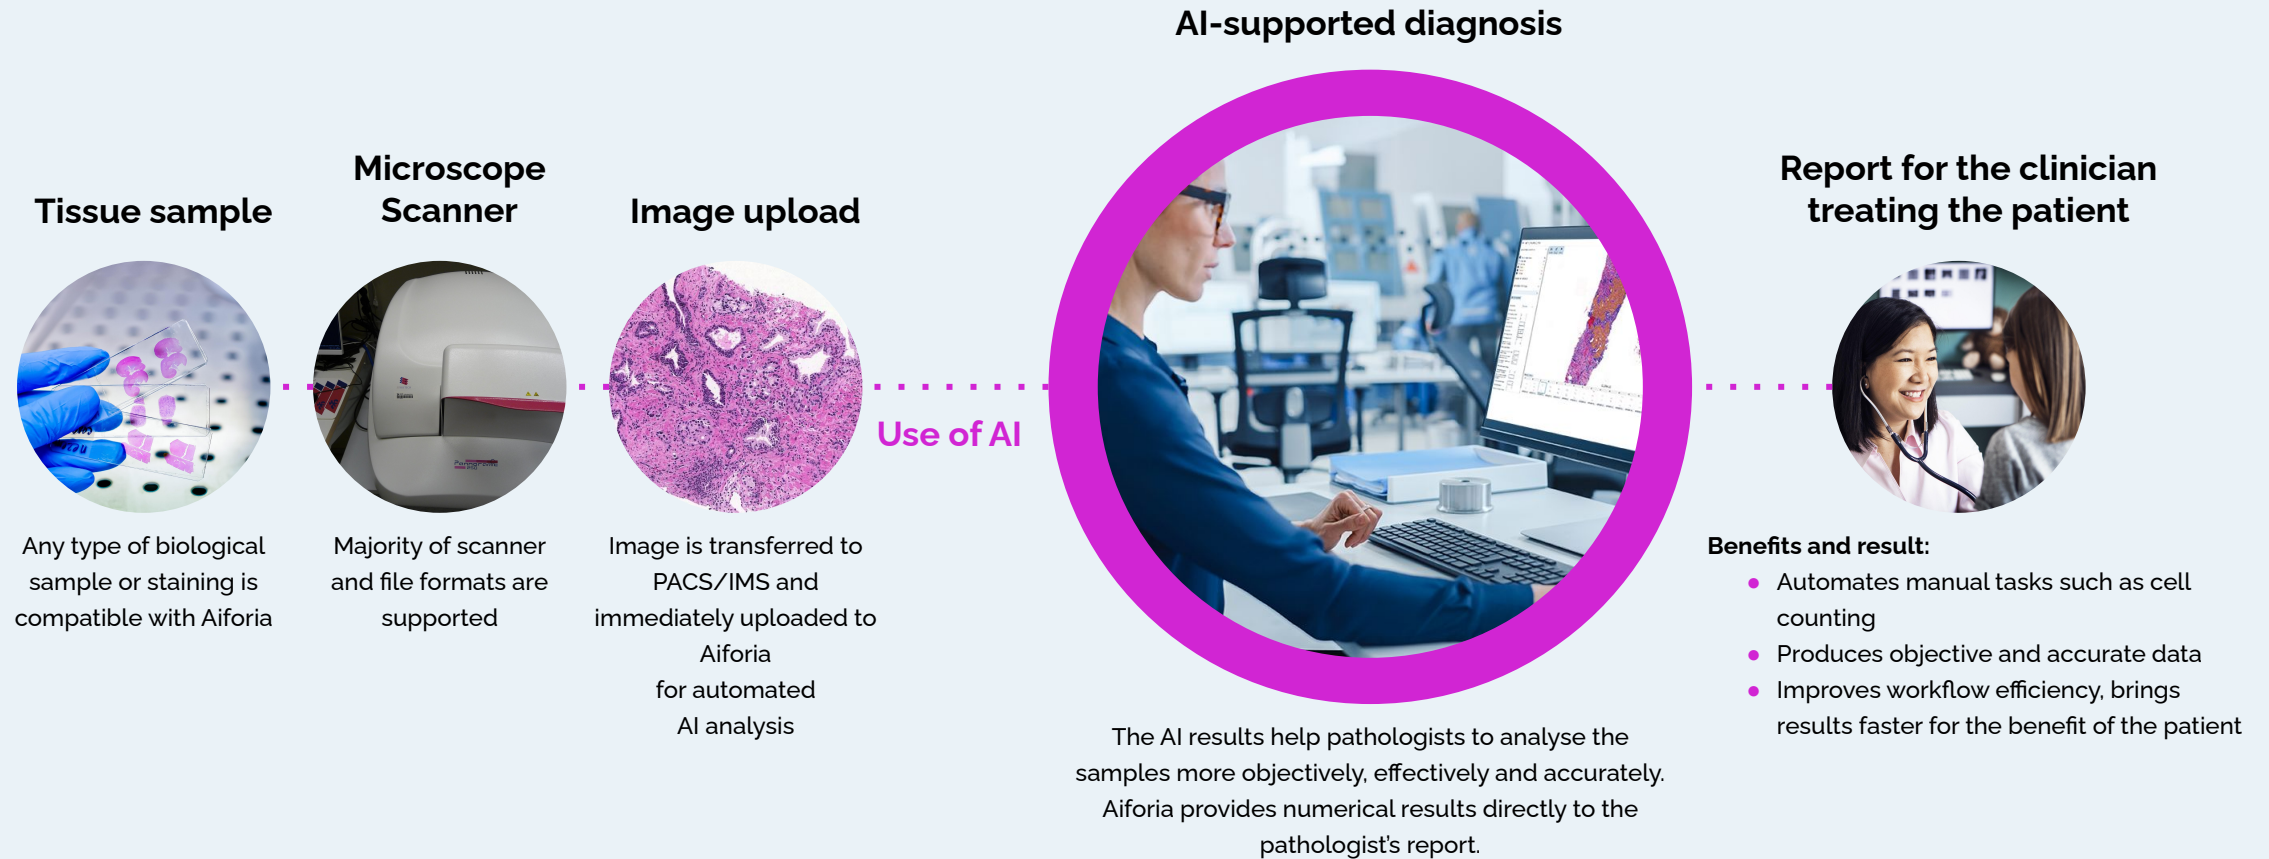 AI-supported diagnosis
Tissue sample
Microscope
Scanner
Image upload
Report for the clinician
treating the patient
Use of AI
Any type of biological
sample or staining is
compatible with Aiforia
Majority of scanner
and file formats are
supported
Image is transferred to
PACS/IMS and
immediately uploaded to
Aiforia
for automated
AI analysis
The AI results help pathologists to analyse the
samples more objectively, effectively and accurately.
Aiforia provides numerical results directly to the
pathologist's report.
Benefits and result:
Automates manual tasks such as cell
counting
Produces objective and accurate data
Improves workflow efficiency, brings
results faster for the benefit of the patient